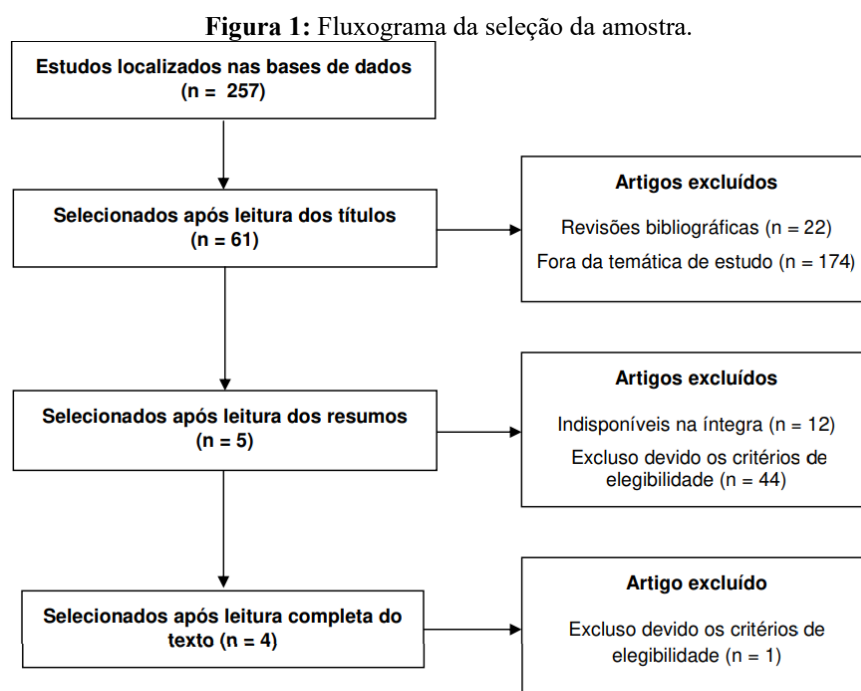 Figura 1: Fluxograma da seleção da amostra.
Estudos localizados nas bases de dados
(n = 257)
Selecionados após leitura dos títulos
(n = 61)
Artigos excluídos
Revisões bibliográficas (n = 22)
Fora da temática de estudo (n = 174)
Selecionados após leitura dos resumos
(n = 5)
Artigos excluídos
Indisponíveis na íntegra (n = 12)
Excluso devido os critérios de
elegibilidade (n = 44)
Selecionados após leitura completa do
texto (n = 4)
Artigo excluído
Excluso devido os critérios de
elegibilidade (n = 1)